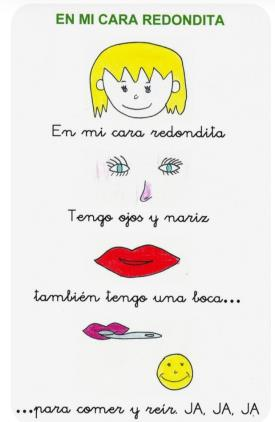 EN MI CARA REDONDITA
En mi cara redondita
Tengo ojos y nariz
también tengo una boca...
...para comer y reír. JA, JA, JA